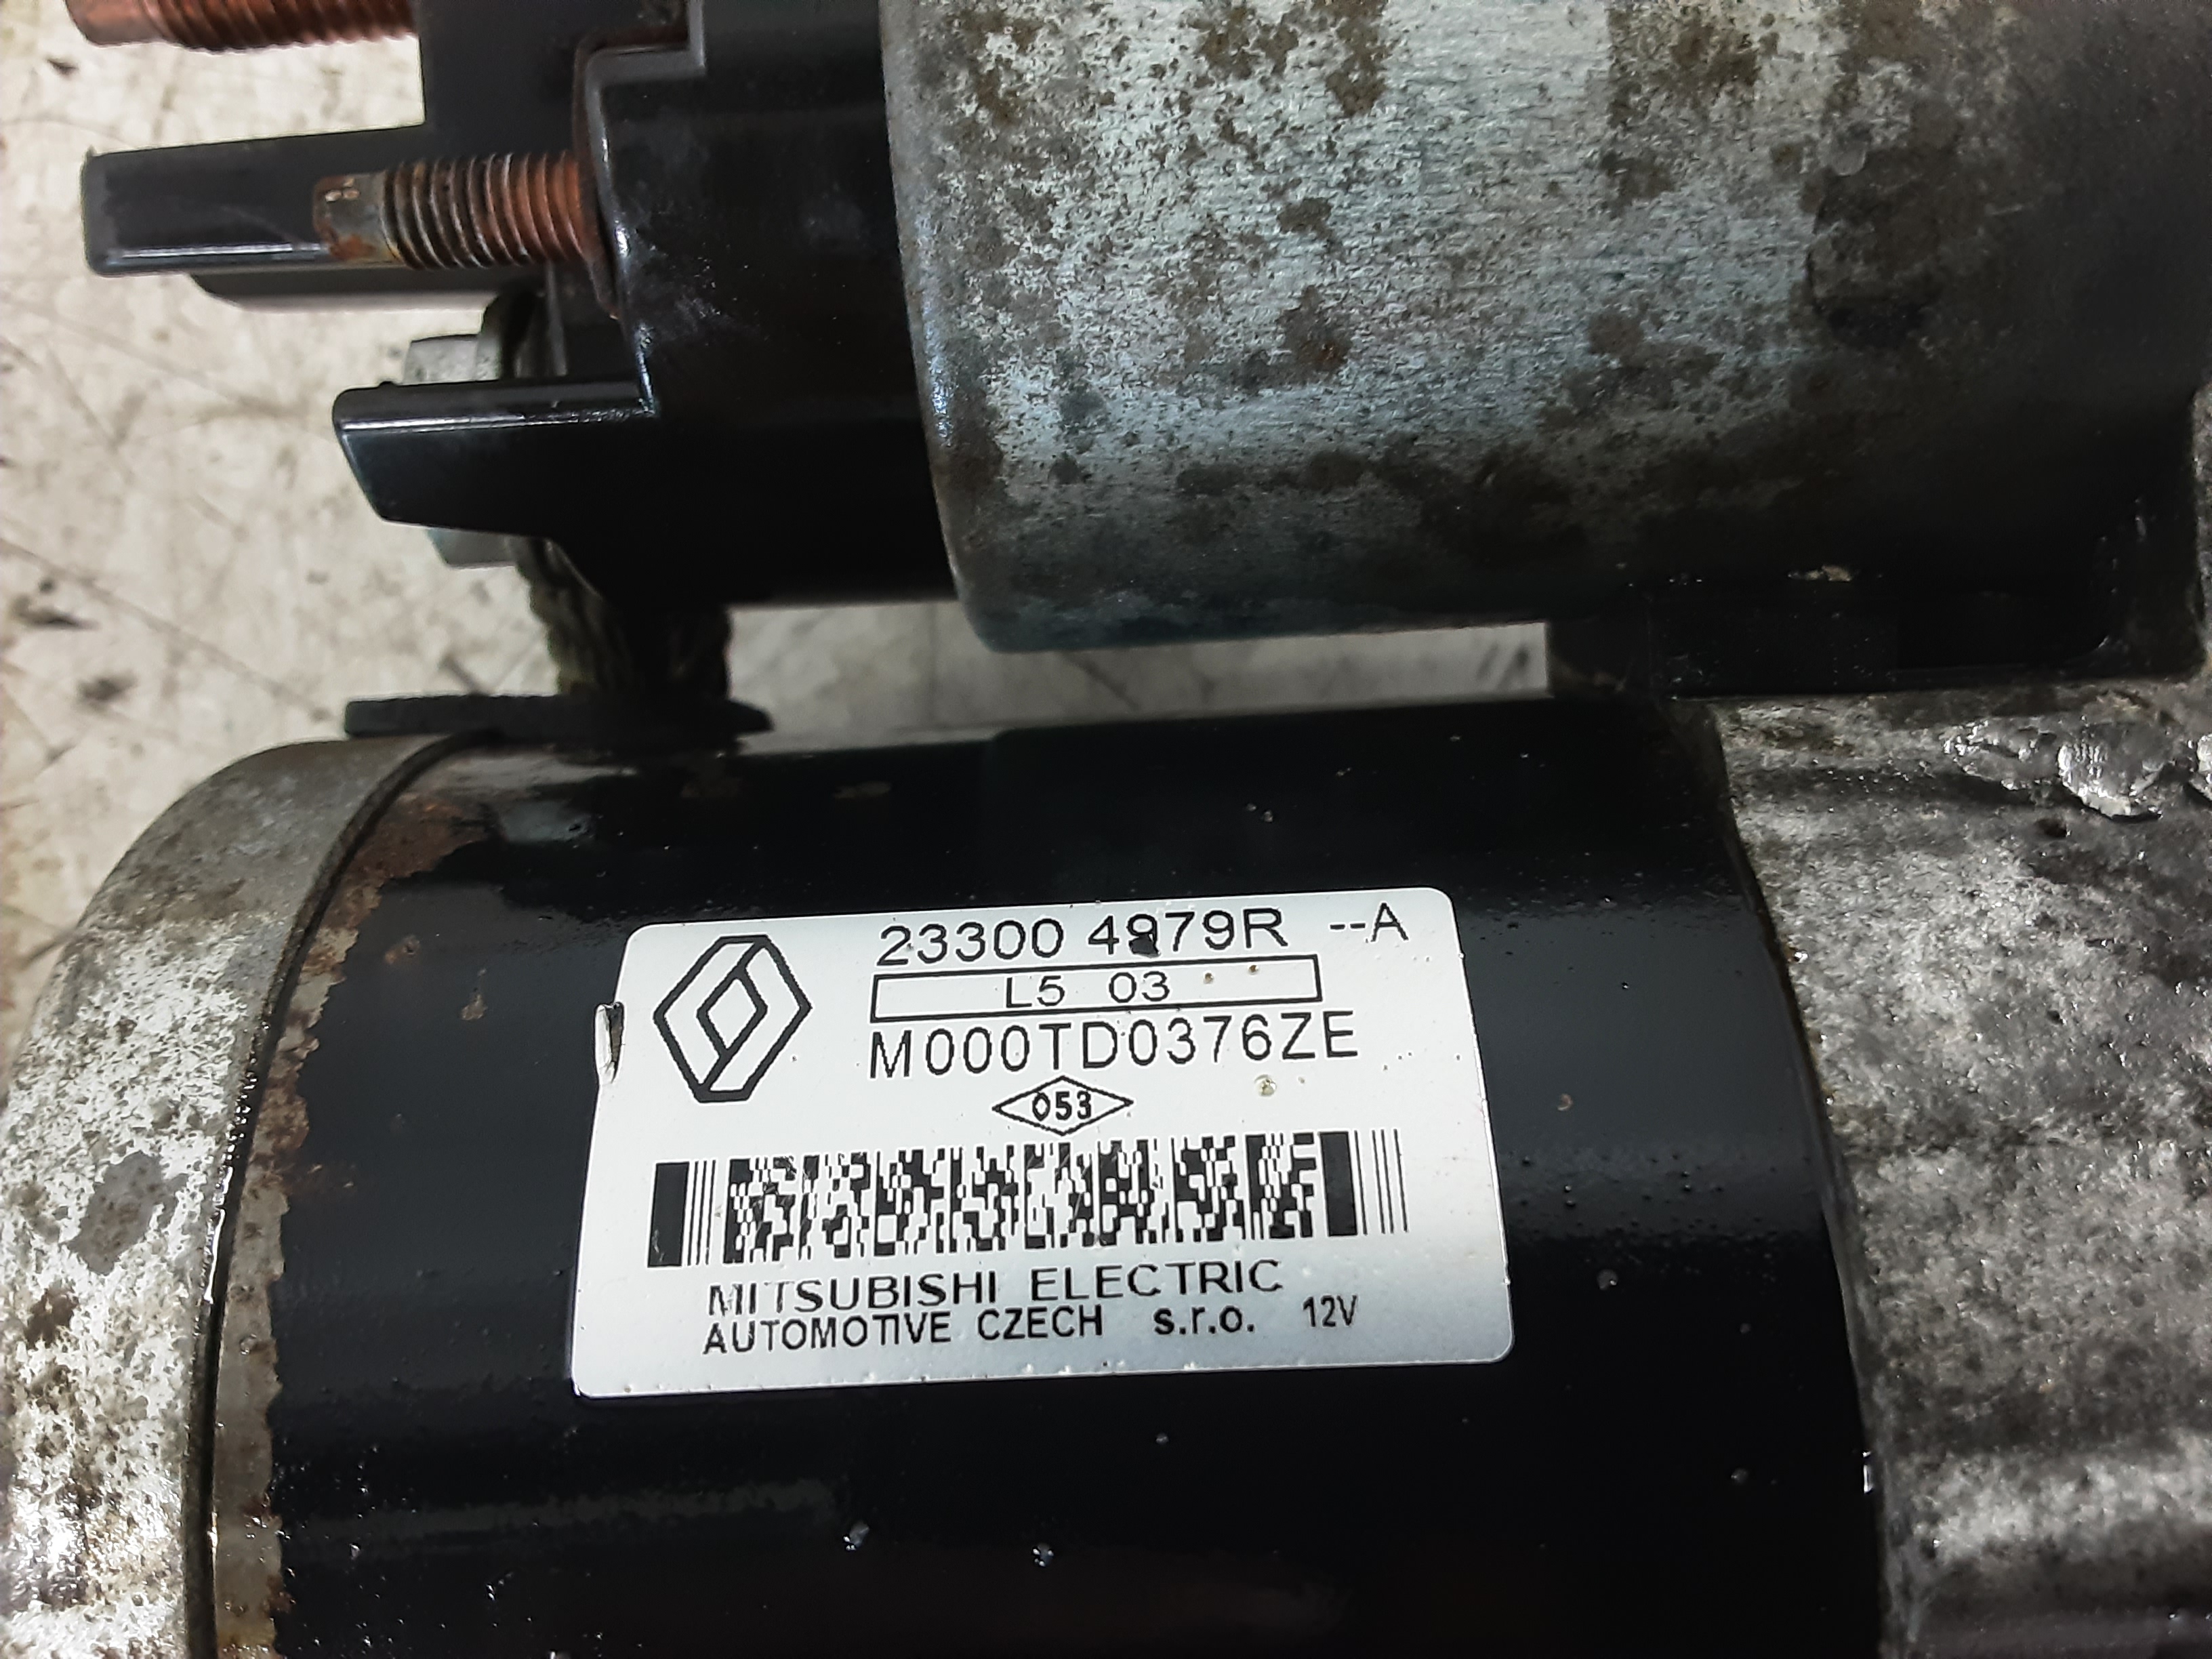 23300 4979R --A
L5 03
M000TD0376ZE
053
MITSUBISHI ELECTRIC
AUTOMOTIVE CZECH s.r.o. 12V